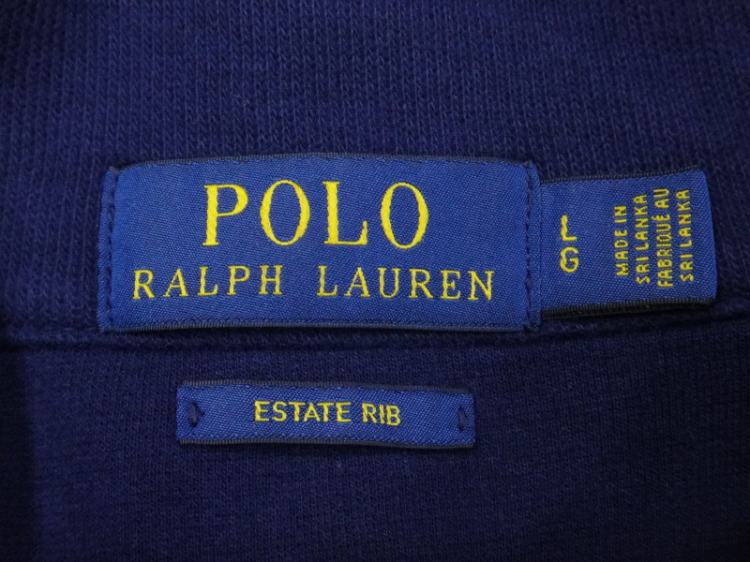 POLO
RALPH LAUREN
L
G
MADE IN
SRI LANKA
FABRIQUÉ AU
SRI LANKA
ESTATE RIB